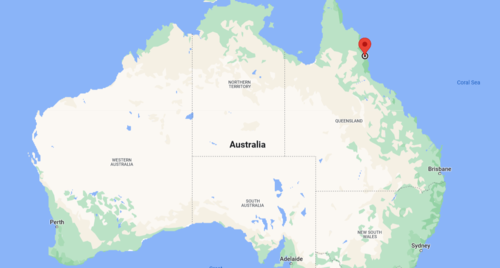 NORTHERN
TERRITORY
Coral Sea
QUEENSLAND
Australia
WESTERN
AUSTRALIA
Brisbane
SOUTH
AUSTRALIA
Perth
NEW SOUTH
WALES
Sydney
Adelaide